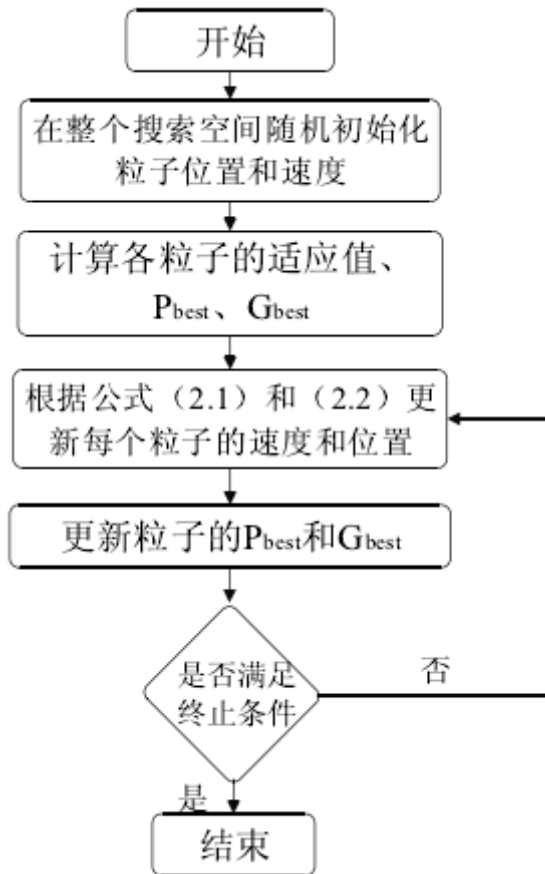 开始
在整个搜索空间随机初始化
粒子位置和速度
计算各粒子的适应值、
Pbest、Gbest
根据公式（2.1）和（2.2）更
新每个粒子的速度和位置
更新粒子的Pbest和Gbest
是否满足
终止条件
否
是
结束